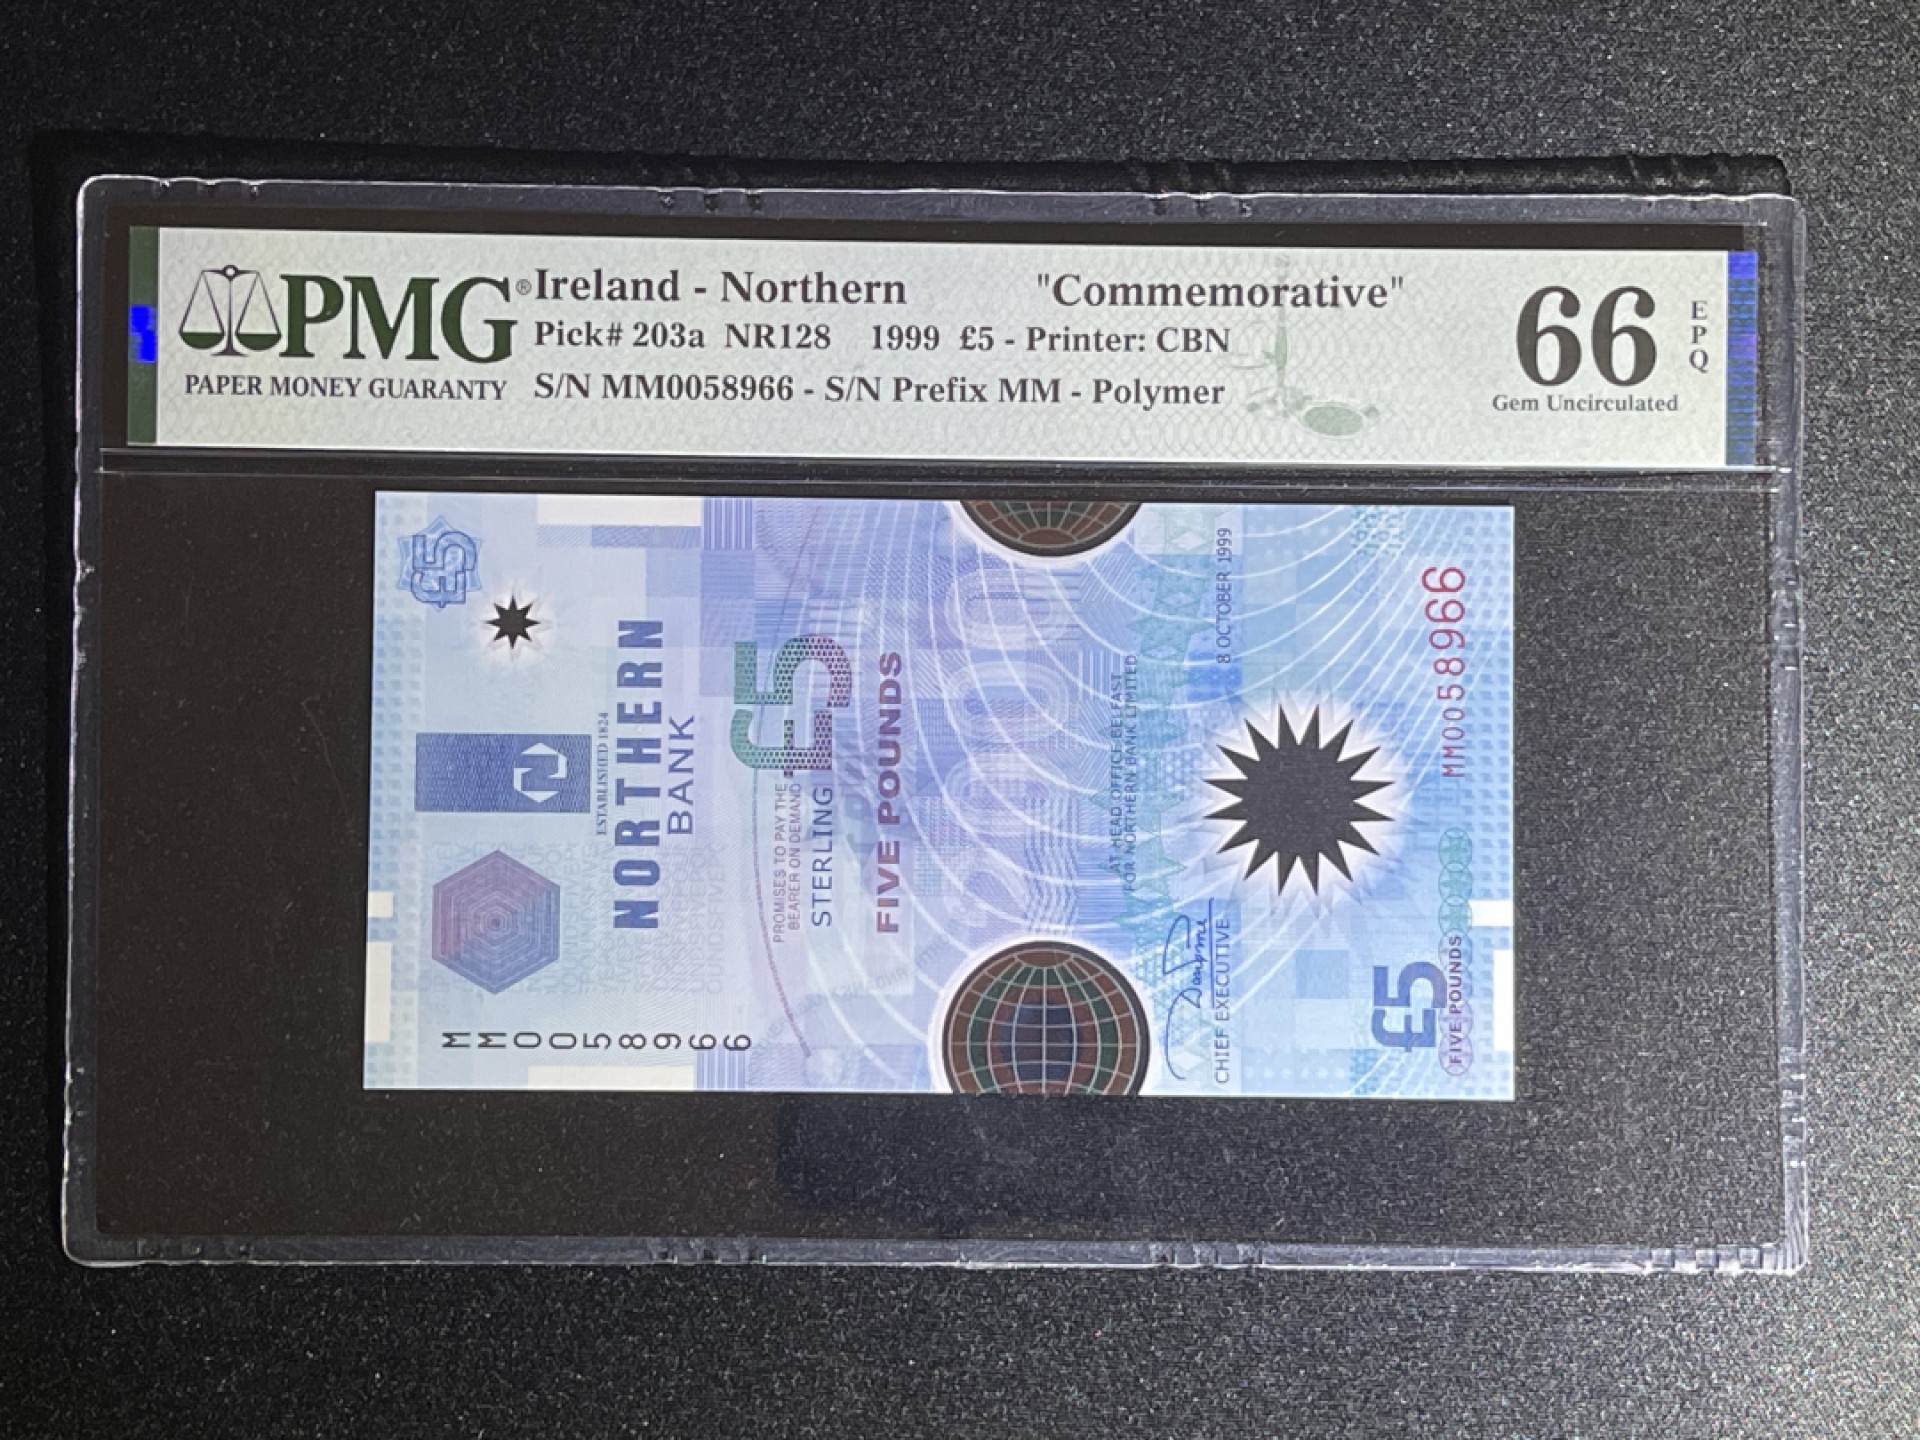 PMG®
PAPER MONEY GUARANTY
Ireland - Northern "Commemorative"
Pick# 203a NR128 1999 £5 - Printer: CBN
S/N MM0058966 - S/N Prefix MM - Polymer
66
EPQ
Gem Uncirculated
£5
ESTABLISHED 1824
NORTHERN
BANK
MM0058966
PROMISES TO PAY THE
BEARER ON DEMAND
£5
STERLING
FIVE POUNDS
2000
AT HEAD OFFICE BELFAST
FOR NORTHERN BANK LIMITED
8 OCTOBER 1999
CHIEF EXECUTIVE
MM0058966
£5
FIVE POUNDS